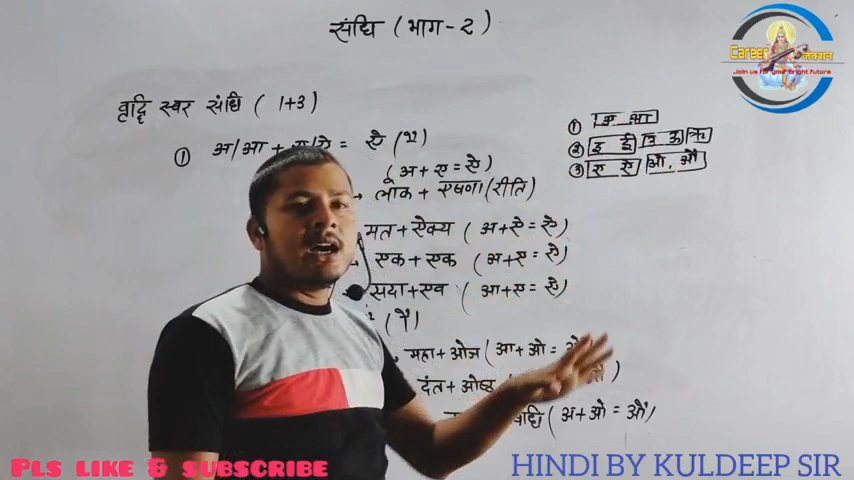 संधि (भाग-2)
Career जंक्शन
Join us for your bright future
वृद्धि स्वर संधि (1+3)
① अ आ
② इ ई उ ऊ ऋ
③ ए ऐ ओ, औ
① अ/आ + ए/ऐ = ऐ
(अ+ए=ऐ)
लोक + एषणा (रीति)
मत+ऐक्य (अ+ऐ=ऐ)
एक+एक (अ+ए=ऐ)
सदा+एव (आ+ए=ऐ)
महा+ओज (आ+ओ=
दंत+ओष्ठ
(अ+ओ=औ)
Pls like & subscribe
HINDI BY KULDEEP SIR